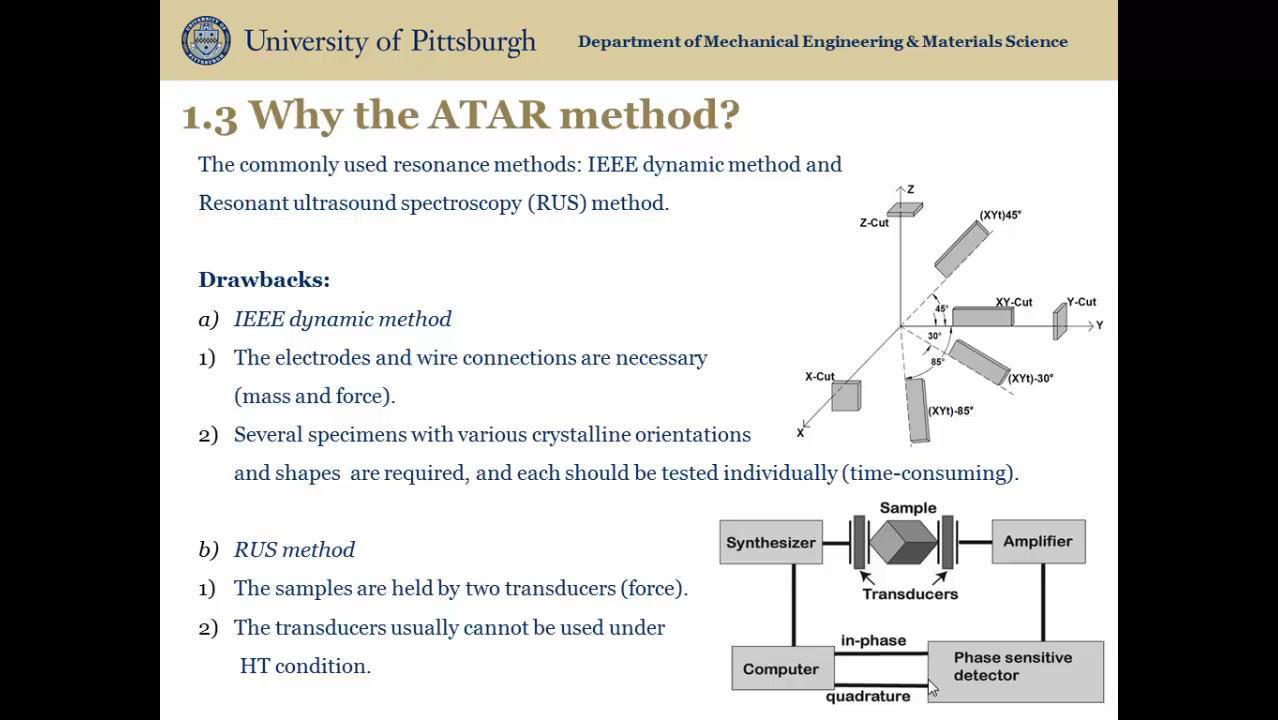 University of Pittsburgh
Department of Mechanical Engineering & Materials Science
1.3 Why the ATAR method?
The commonly used resonance methods: IEEE dynamic method and
Resonant ultrasound spectroscopy (RUS) method.
Drawbacks:
a) IEEE dynamic method
1) The electrodes and wire connections are necessary
(mass and force).
2) Several specimens with various crystalline orientations
and shapes are required, and each should be tested individually (time-consuming).
b) RUS method
1) The samples are held by two transducers (force).
2) The transducers usually cannot be used under
HT condition.
Z
Z-Cut
(XYt)45°
45°
XY-Cut
Y-Cut
Y
30°
85°
X-Cut
(XYt)-30°
(XYt)-85°
X
Sample
Synthesizer
Amplifier
Transducers
in-phase
Computer
Phase sensitive
detector
quadrature